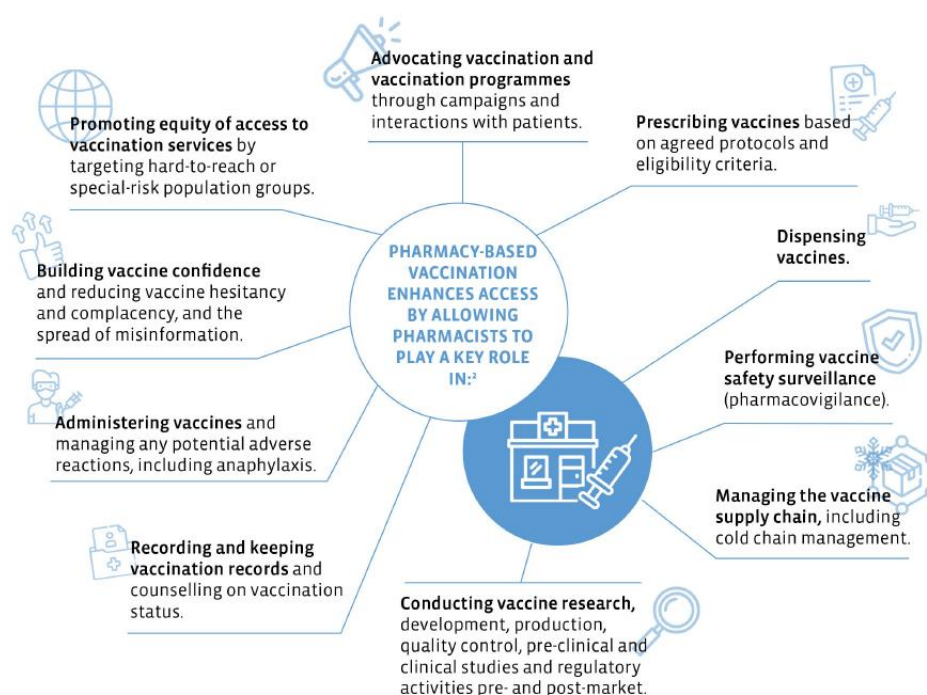 Advocating vaccination and
vaccination programmes
through campaigns and
interactions with patients.
Promoting equity of access to
vaccination services by
targeting hard-to-reach or
special-risk population groups.
Prescribing vaccines based
on agreed protocols and
eligibility criteria.
PHARMACY-BASED
VACCINATION
ENHANCES ACCESS
BY ALLOWING
PHARMACISTS TO
PLAY A KEY ROLE
IN:²
Dispensing
vaccines.
Building vaccine confidence
and reducing vaccine hesitancy
and complacency, and the
spread of misinformation.
Performing vaccine
safety surveillance
(pharmacovigilance).
Administering vaccines and
managing any potential adverse
reactions, including anaphylaxis.
Managing the vaccine
supply chain, including
cold chain management.
Recording and keeping
vaccination records and
counselling on vaccination
status.
Conducting vaccine research,
development, production,
quality control, pre-clinical and
clinical studies and regulatory
activities pre- and post-market.